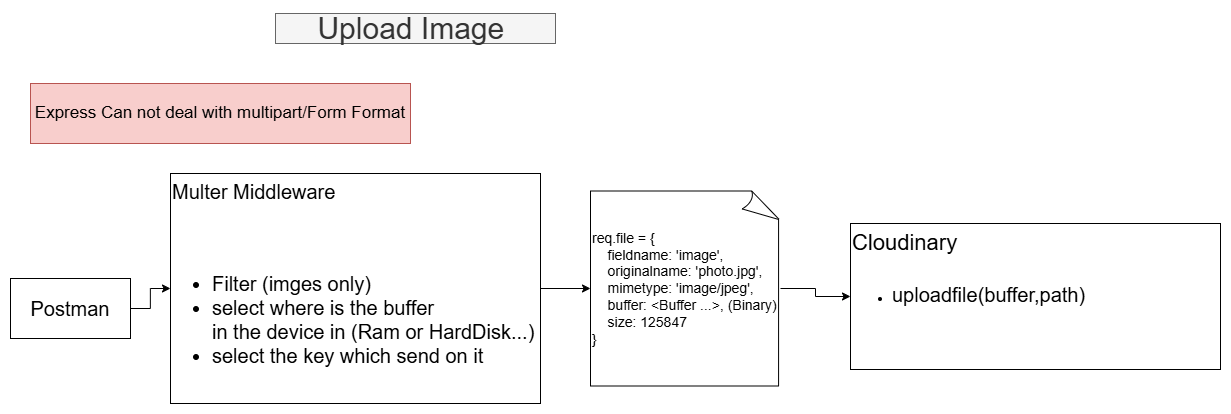 Upload Image
Express Can not deal with multipart/Form Format
Postman
Multer Middleware
• Filter (imges only)
• select where is the buffer
in the device in (Ram or HardDisk...)
• select the key which send on it
req.file = {
fieldname: 'image',
originalname: 'photo.jpg',
mimetype: 'image/jpeg',
buffer: <Buffer ...>, (Binary)
size: 125847
}
Cloudinary
• uploadfile(buffer,path)